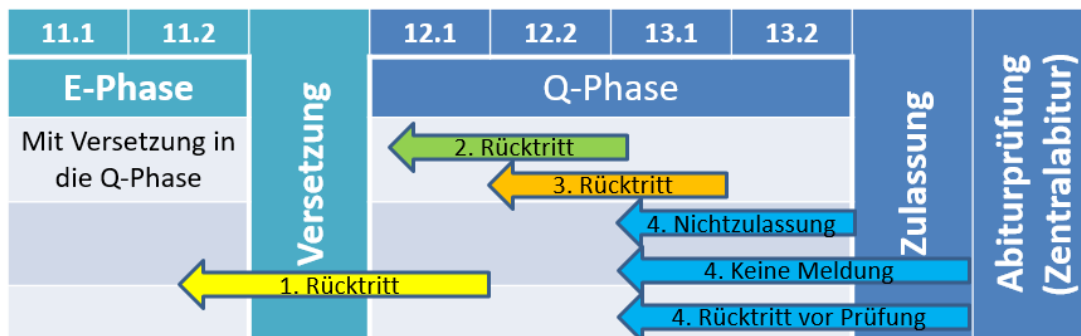 11.1
11.2
12.1
12.2
13.1
13.2
E-Phase
Versetzung
Q-Phase
Zulassung
Abiturprüfung
(Zentralabitur)
Mit Versetzung in
die Q-Phase
2. Rücktritt
3. Rücktritt
4. Nichtzulassung
4. Keine Meldung
1. Rücktritt
4. Rücktritt vor Prüfung